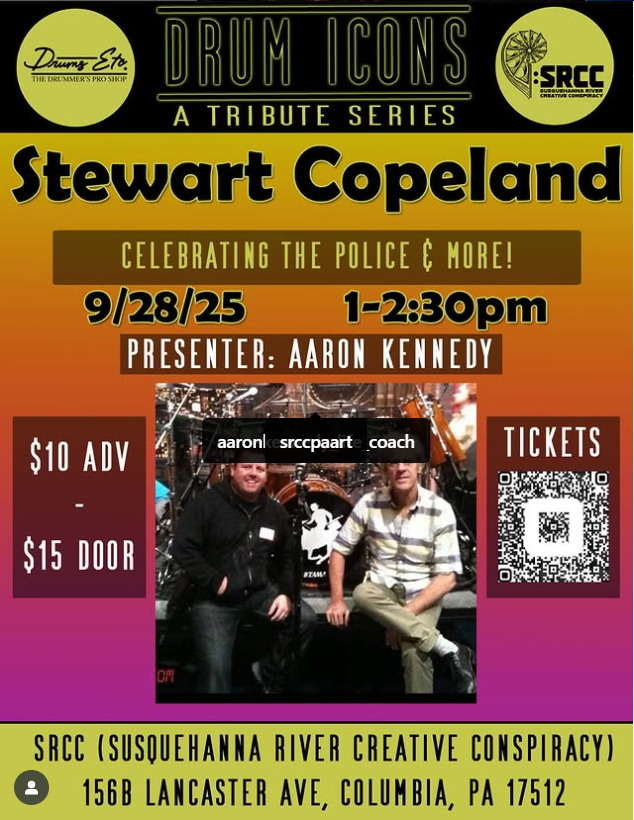 Drums Etc.
THE DRUMMER'S PRO SHOP
DRUM ICONS
A TRIBUTE SERIES
:SRCC
SUSQUEHANNA RIVER
CREATIVE CONSPIRACY
Stewart Copeland
CELEBRATING THE POLICE & MORE!
9/28/25 1-2:30pm
PRESENTER: AARON KENNEDY
$10 ADV
-
$15 DOOR
srccpaarts
_coach
TAMA
DM
TICKETS
SRCC (SUSQUEHANNA RIVER CREATIVE CONSPIRACY)
156B LANCASTER AVE, COLUMBIA, PA 17512